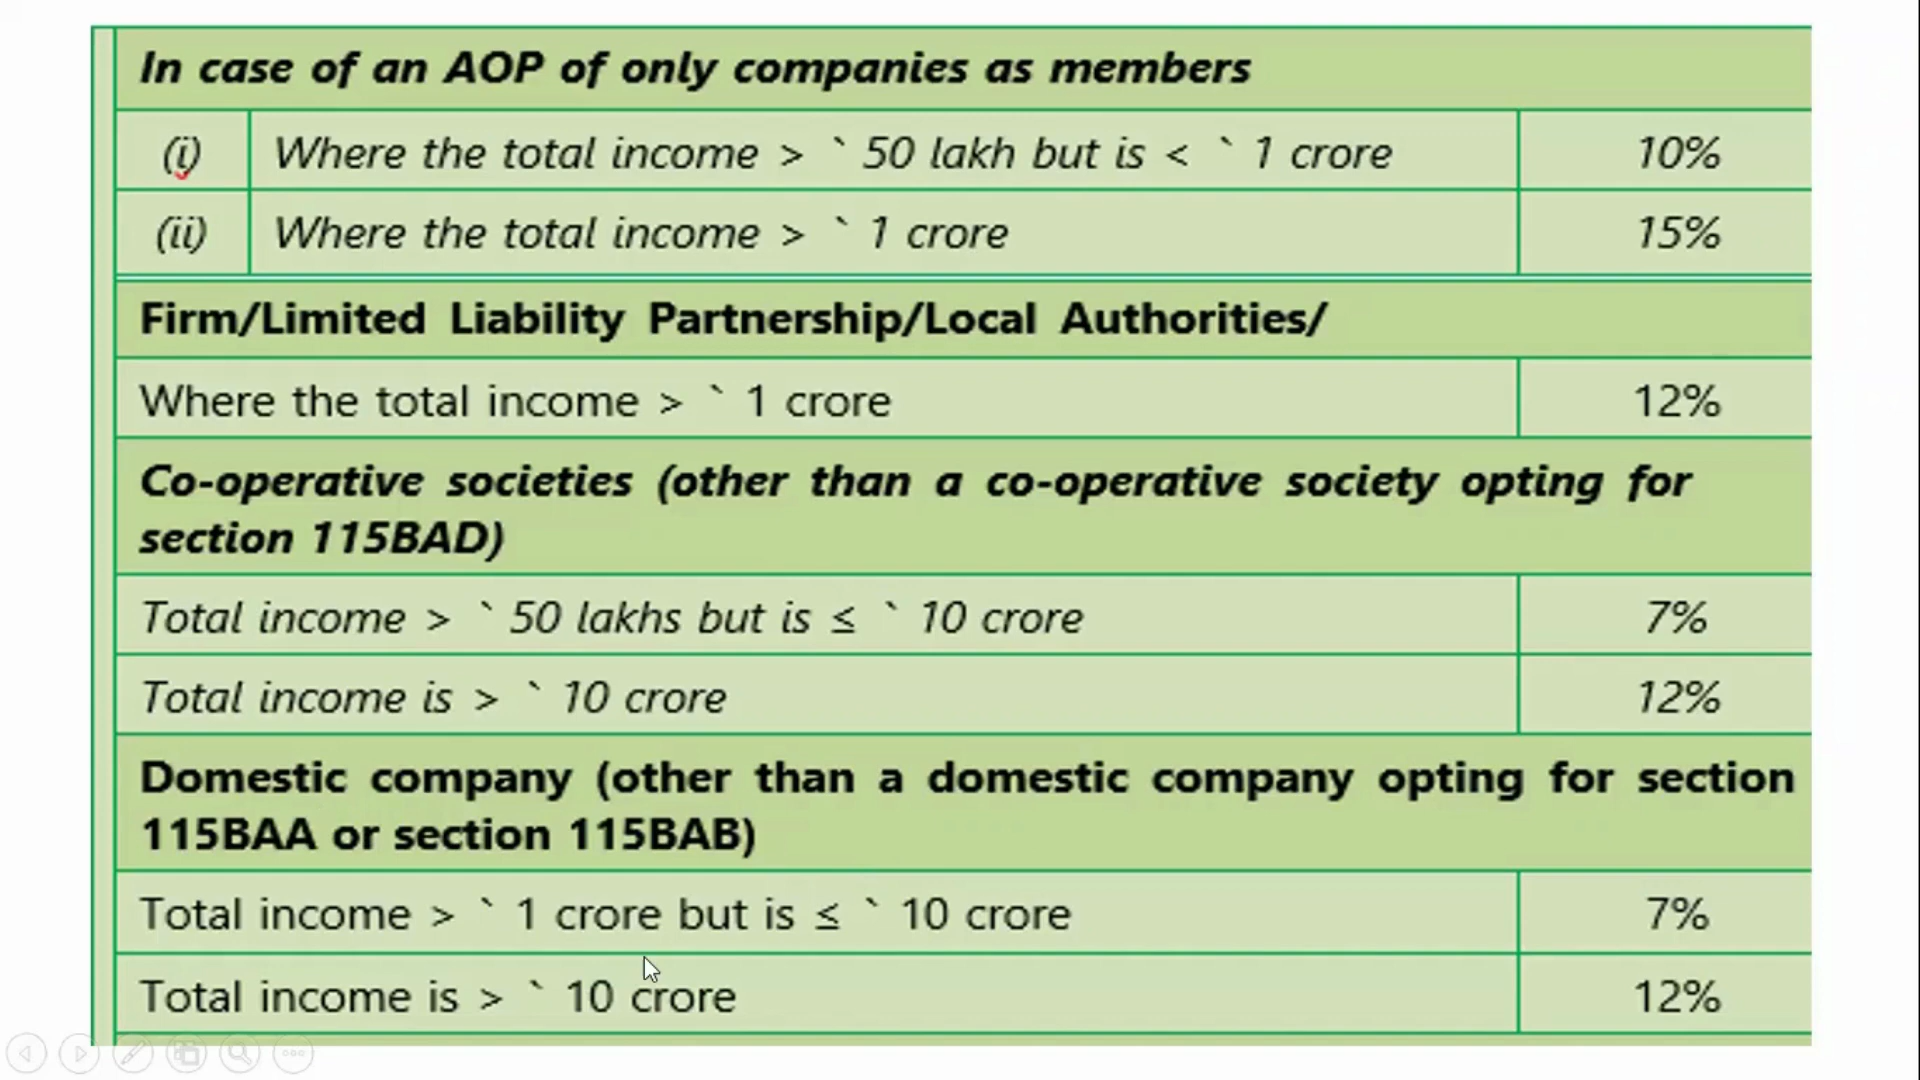 In case of an AOP of only companies as members
(i) Where the total income > ` 50 lakh but is < ` 1 crore 10%
(ii) Where the total income > ` 1 crore 15%
Firm/Limited Liability Partnership/Local Authorities/
Where the total income > ` 1 crore 12%
Co-operative societies (other than a co-operative society opting for
section 115BAD)
Total income > ` 50 lakhs but is ≤ ` 10 crore 7%
Total income is > ` 10 crore 12%
Domestic company (other than a domestic company opting for section
115BAA or section 115BAB)
Total income > ` 1 crore but is ≤ ` 10 crore 7%
Total income is > ` 10 crore 12%